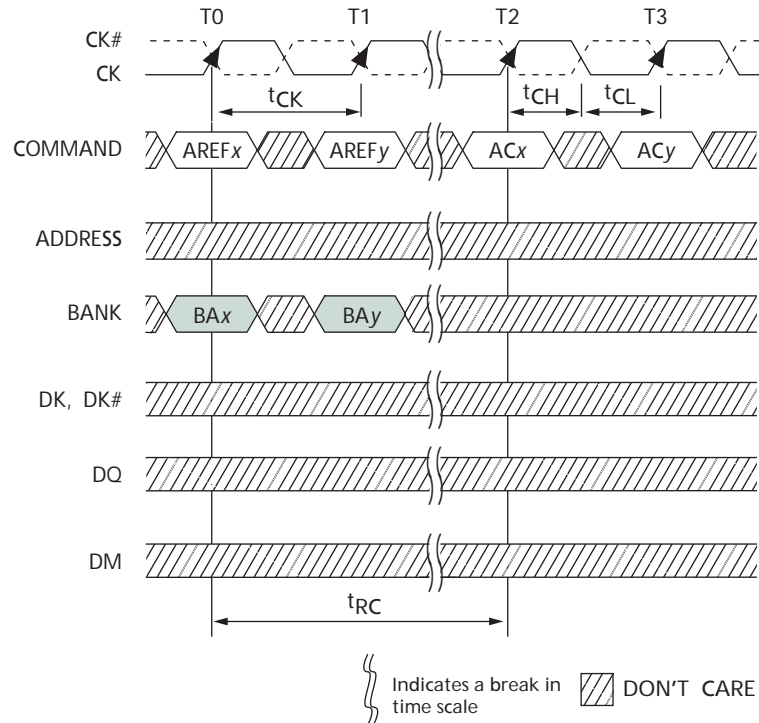 T0 T1 T2 T3
CK#
CK
tCK tCH tCL
COMMAND AREFx AREFy ACx ACy
ADDRESS
BANK BAx BAy
DK, DK#
DQ
DM
tRC
Indicates a break in
time scale
DON'T CARE